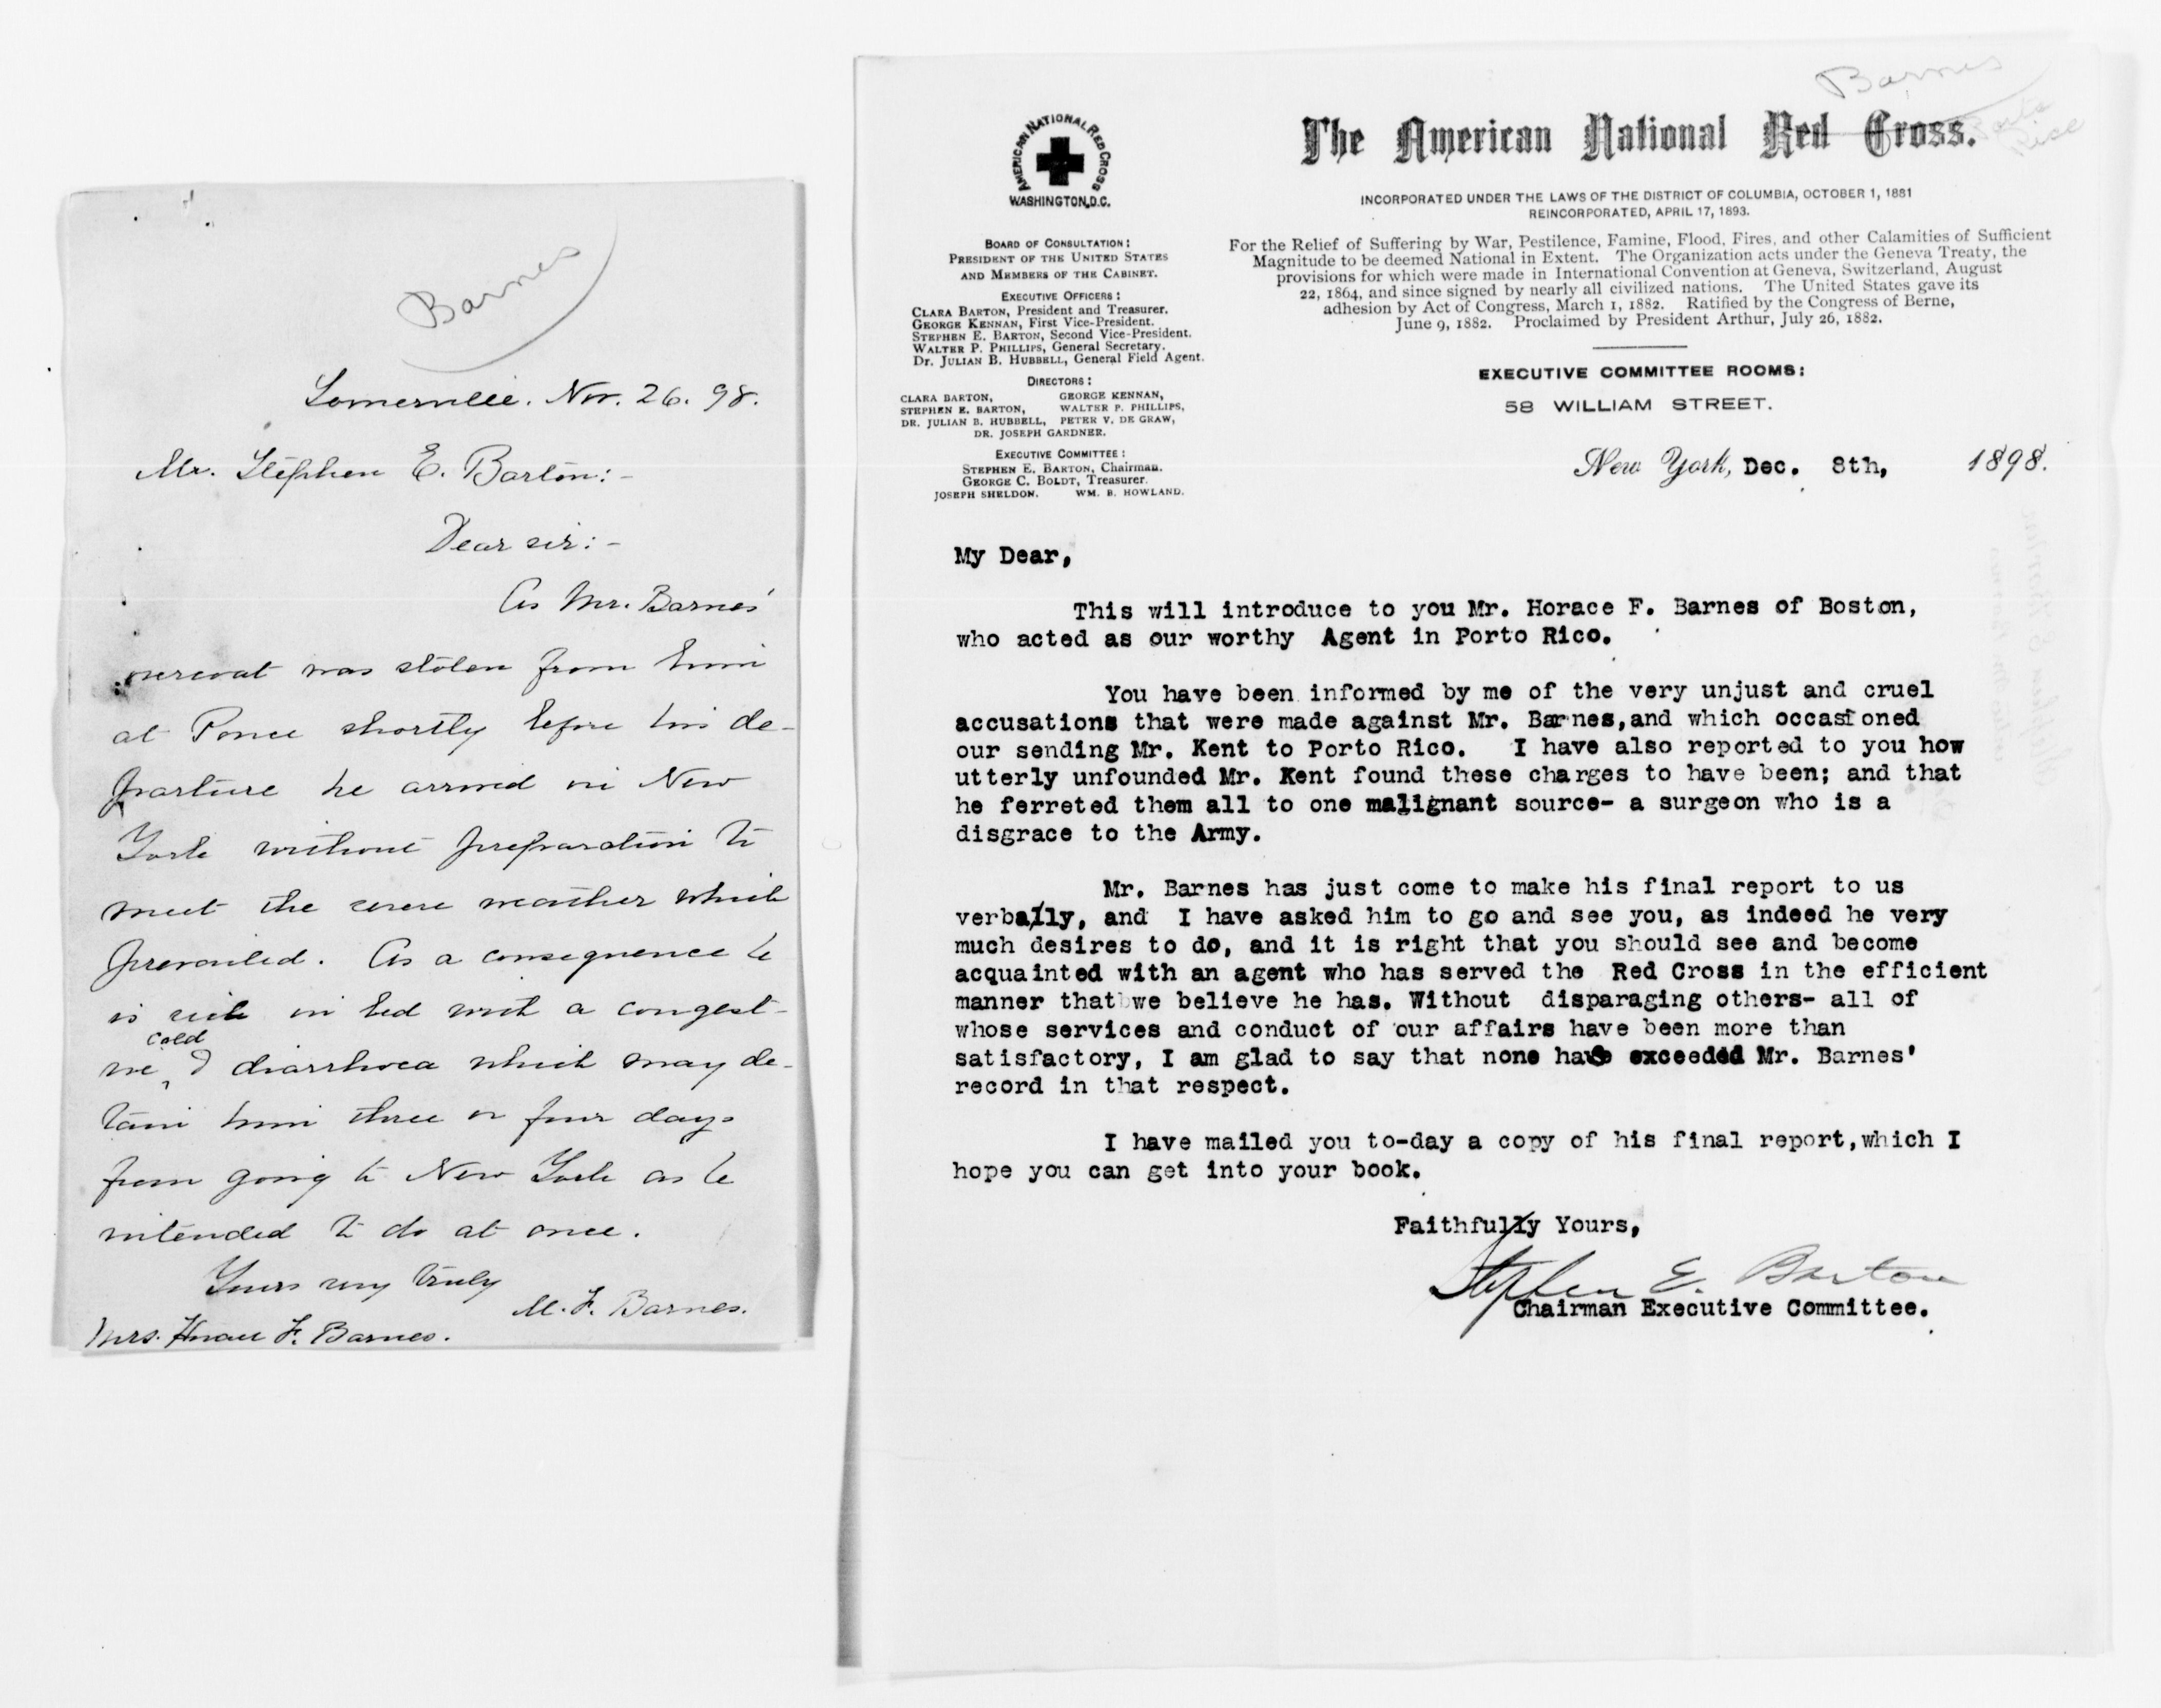 Barnes
Somerville. Nov. 26. 98.
Mr. Stephen E. Barton:-
Dear sir:-
As Mr. Barnes'
overcoat was stolen from him
at Ponce shortly before his de-
parture he arrived in New
York without preparation to
meet the severe weather which
prevailed. As a consequence he
is sick in bed with a congest-
cold
ive & diarrhoea which may de-
tain him three or four days
from going to New York as he
intended to do at once.
Yours very truly
M. F. Barnes.
Mrs. Horace F. Barnes.
Barnes
Porto
Rico
AMERICAN NATIONAL RED CROSS
WASHINGTON, D.C.
The American National Red Cross.
INCORPORATED UNDER THE LAWS OF THE DISTRICT OF COLUMBIA, OCTOBER 1, 1881
REINCORPORATED, APRIL 17, 1893.
For the Relief of Suffering by War, Pestilence, Famine, Flood, Fires, and other Calamities of Sufficient
Magnitude to be deemed National in Extent. The Organization acts under the Geneva Treaty, the
provisions for which were made in International Convention at Geneva, Switzerland, August
22, 1864, and since signed by nearly all civilized nations. The United States gave its
adhesion by Act of Congress, March 1, 1882. Ratified by the Congress of Berne,
June 9, 1882. Proclaimed by President Arthur, July 26, 1882.
BOARD OF CONSULTATION:
PRESIDENT OF THE UNITED STATES
AND MEMBERS OF THE CABINET.
EXECUTIVE OFFICERS:
CLARA BARTON, President and Treasurer.
GEORGE KENNAN, First Vice-President.
STEPHEN E. BARTON, Second Vice-President.
WALTER P. PHILLIPS, General Secretary.
DR. JULIAN B. HUBBELL, General Field Agent.
DIRECTORS:
CLARA BARTON, GEORGE KENNAN,
STEPHEN E. BARTON, WALTER P. PHILLIPS,
DR. JULIAN B. HUBBELL, PETER V. DE GRAW,
DR. JOSEPH GARDNER.
EXECUTIVE COMMITTEE:
STEPHEN E. BARTON, Chairman.
GEORGE C. BOLDT, Treasurer.
JOSEPH SHELDON. WM. B. HOWLAND.
EXECUTIVE COMMITTEE ROOMS:
58 WILLIAM STREET.
New York, Dec. 8th, 1898.
My Dear,
This will introduce to you Mr. Horace F. Barnes of Boston,
who acted as our worthy Agent in Porto Rico.
You have been informed by me of the very unjust and cruel
accusations that were made against Mr. Barnes,and which occasioned
our sending Mr. Kent to Porto Rico. I have also reported to you how
utterly unfounded Mr. Kent found these charges to have been; and that
he ferreted them all to one malignant source- a surgeon who is a
disgrace to the Army.
Mr. Barnes has just come to make his final report to us
verbally, and I have asked him to go and see you, as indeed he very
much desires to do, and it is right that you should see and become
acquainted with an agent who has served the Red Cross in the efficient
manner that we believe he has. Without disparaging others- all of
whose services and conduct of our affairs have been more than
satisfactory, I am glad to say that none have exceeded Mr. Barnes'
record in that respect.
I have mailed you to-day a copy of his final report,which I
hope you can get into your book.
Faithfully Yours,
Stephen E. Barton
Chairman Executive Committee.